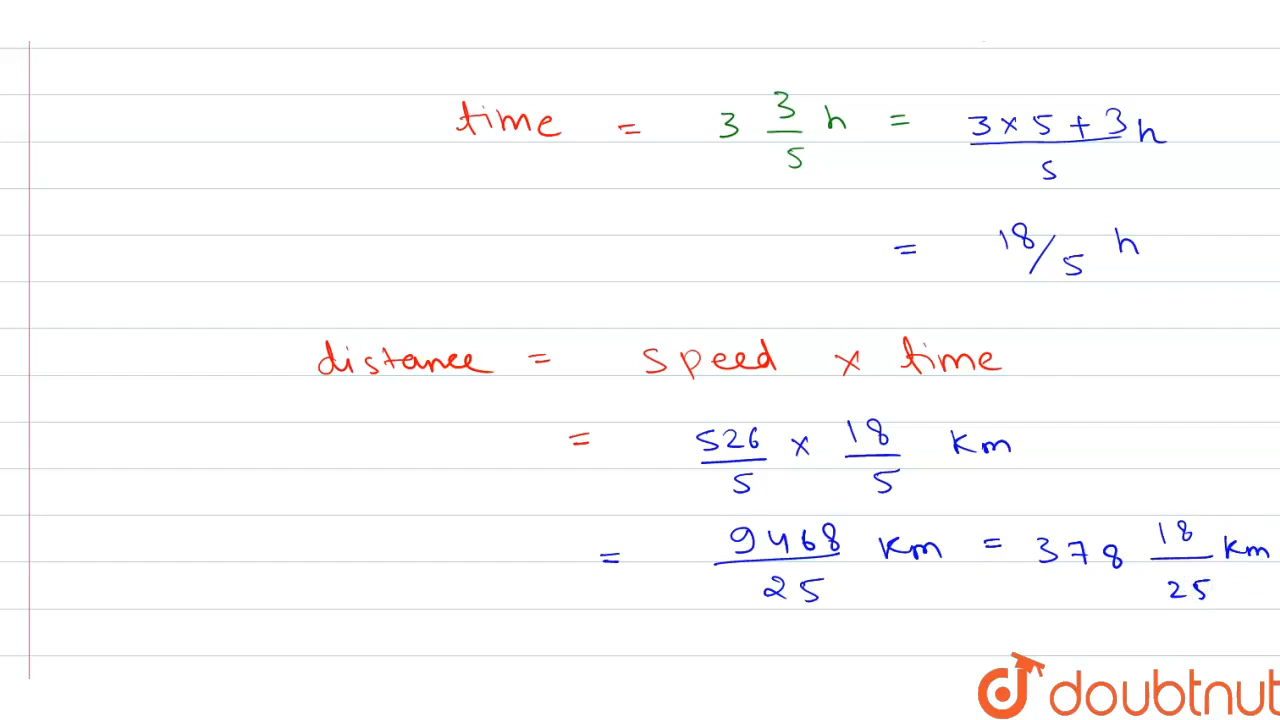 time = 3 3/5 h = 3 × 5 + 3/5 h
= 18/5 h
distance = speed × time
= 526/5 × 18/5 km
= 9468/25 km = 378 18/25 km
doubtnut